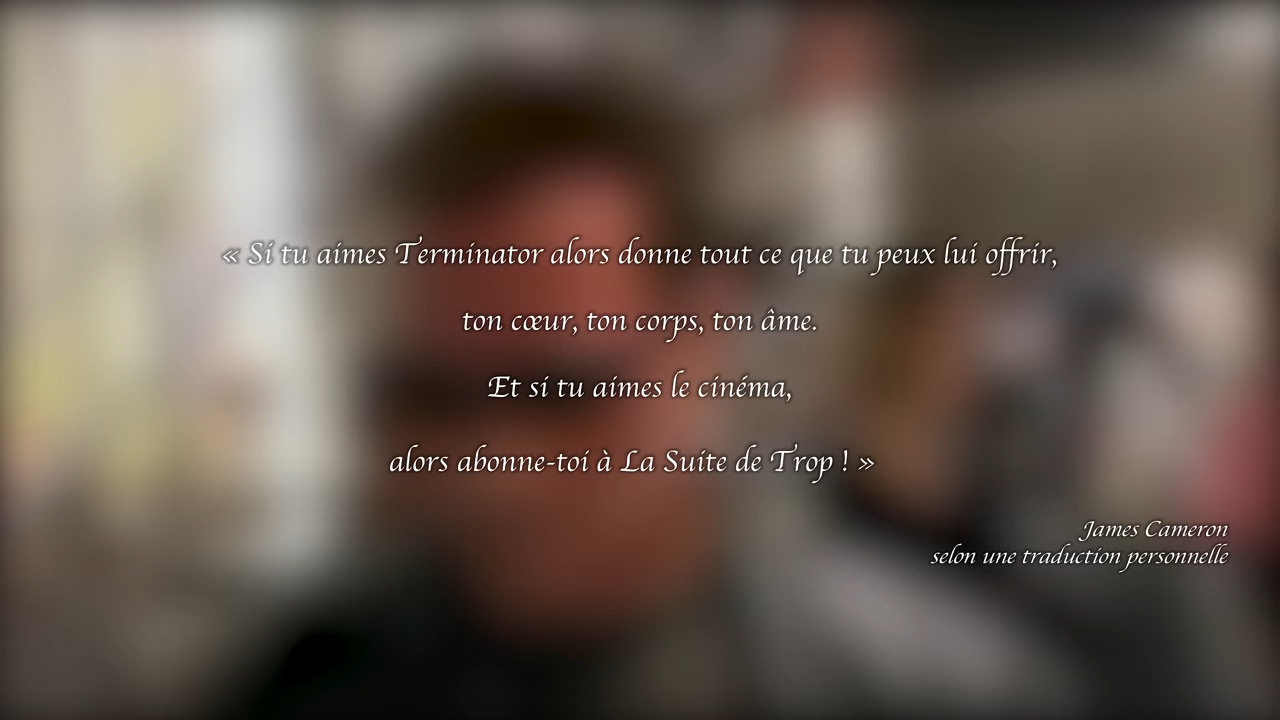 « Si tu aimes Terminator alors donne tout ce que tu peux lui offrir,
ton cœur, ton corps, ton âme.
Et si tu aimes le cinéma,
alors abonne-toi à La Suite de Trop ! »
James Cameron
selon une traduction personnelle